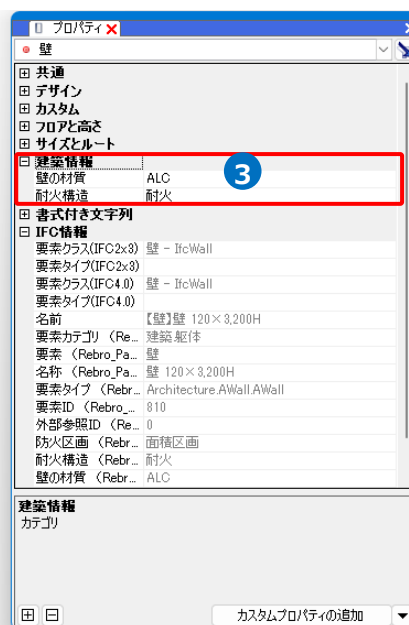 プロパティ
壁
共通
デザイン
カスタム
フロアと高さ
サイズとルート
建築情報
3
壁の材質 ALC
耐火構造 耐火
書式付き文字列
IFC情報
要素クラス(IFC2x3) 壁 - IfcWall
要素タイプ(IFC2x3)
要素クラス(IFC4.0) 壁 - IfcWall
要素タイプ(IFC4.0)
名前 【壁】壁 120×3,200H
要素カテゴリ (Re... 建築.躯体
要素 (Rebro_Pa... 壁
名称 (Rebro_Pa... 壁 120×3,200H
要素タイプ (Rebr... Architecture.AWall.AWall
要素ID (Rebro_... 810
外部参照ID (Re... 0
防火区画 (Rebr... 面積区画
耐火構造 (Rebr... 耐火
壁の材質 (Rebr... ALC
建築情報
カテゴリ
カスタムプロパティの追加